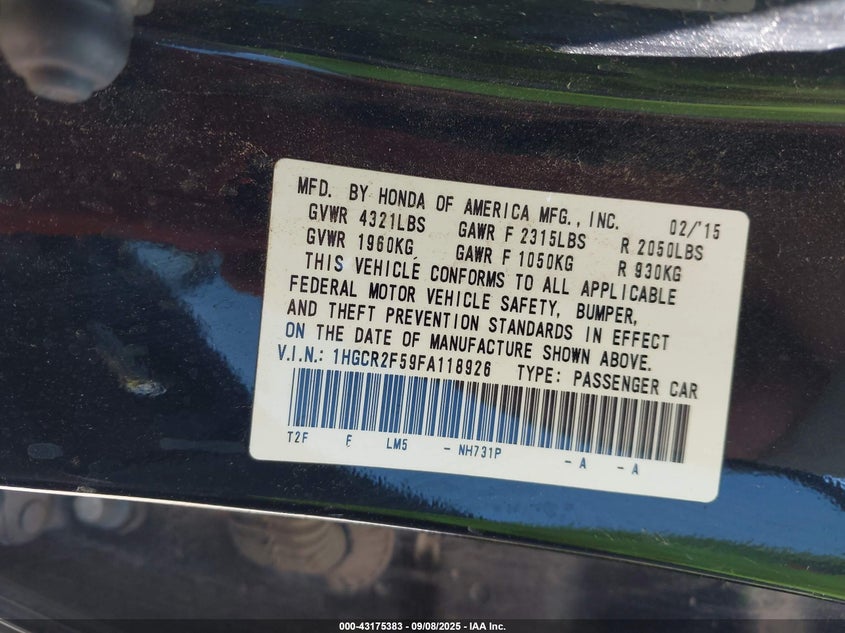 MFD. BY HONDA OF AMERICA MFG., INC. 02/'15
GVWR 4321LBS GAWR F 2315LBS R 2050LBS
GVWR 1960KG GAWR F 1050KG R 930KG
THIS VEHICLE CONFORMS TO ALL APPLICABLE
FEDERAL MOTOR VEHICLE SAFETY, BUMPER,
AND THEFT PREVENTION STANDARDS IN EFFECT
ON THE DATE OF MANUFACTURE SHOWN ABOVE.
V.I.N.: 1HGCR2F59FA118926 TYPE: PASSENGER CAR
T2F E LM5 - NH731P - A - A
000-43175383 - 09/08/2025 - IAA Inc.